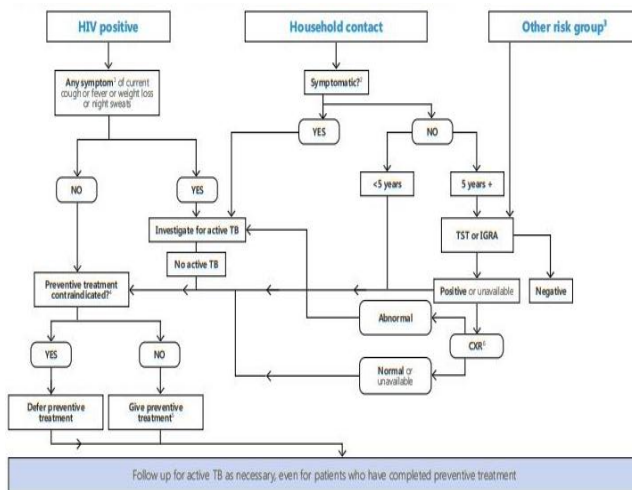 HIV positive
Household contact
Other risk group³
Any symptom¹ of current
cough or fever or weight loss
or night sweats
Symptomatic?²
YES
NO
NO
YES
<5 years
5 years +
Investigate for active TB
TST or IGRA
No active TB
Preventive treatment
contraindicated?⁴
Positive or unavailable
Negative
Abnormal
CXR⁶
YES
NO
Normal or
unavailable
Defer preventive
treatment
Give preventive
treatment⁵
Follow up for active TB as necessary, even for patients who have completed preventive treatment